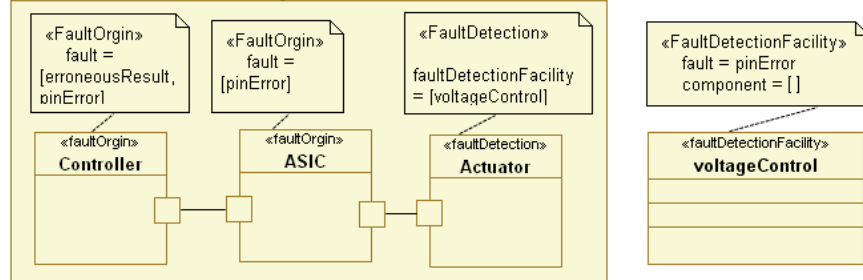 «FaultOrgin»
fault =
[erroneousResult,
pinError]
«FaultOrgin»
fault =
[pinError]
«FaultDetection»
faultDetectionFacility
= [voltageControl]
«FaultDetectionFacility»
fault = pinError
component = [ ]
«faultOrgin»
Controller
«faultOrgin»
ASIC
«faultDetection»
Actuator
«faultDetectionFacility»
voltageControl